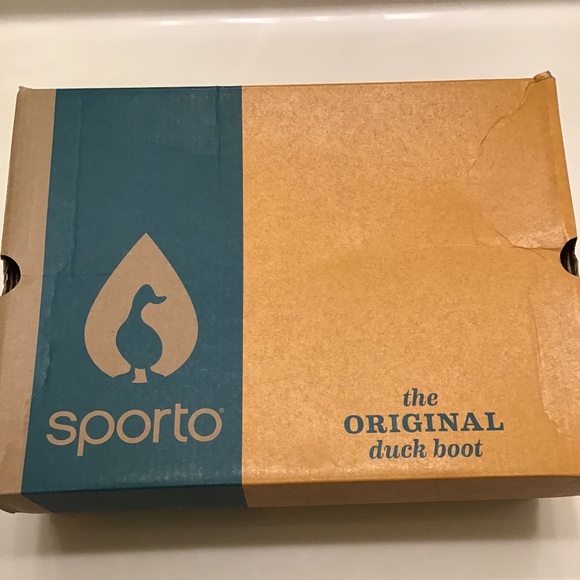 sporto®
the
ORIGINAL
duck boot